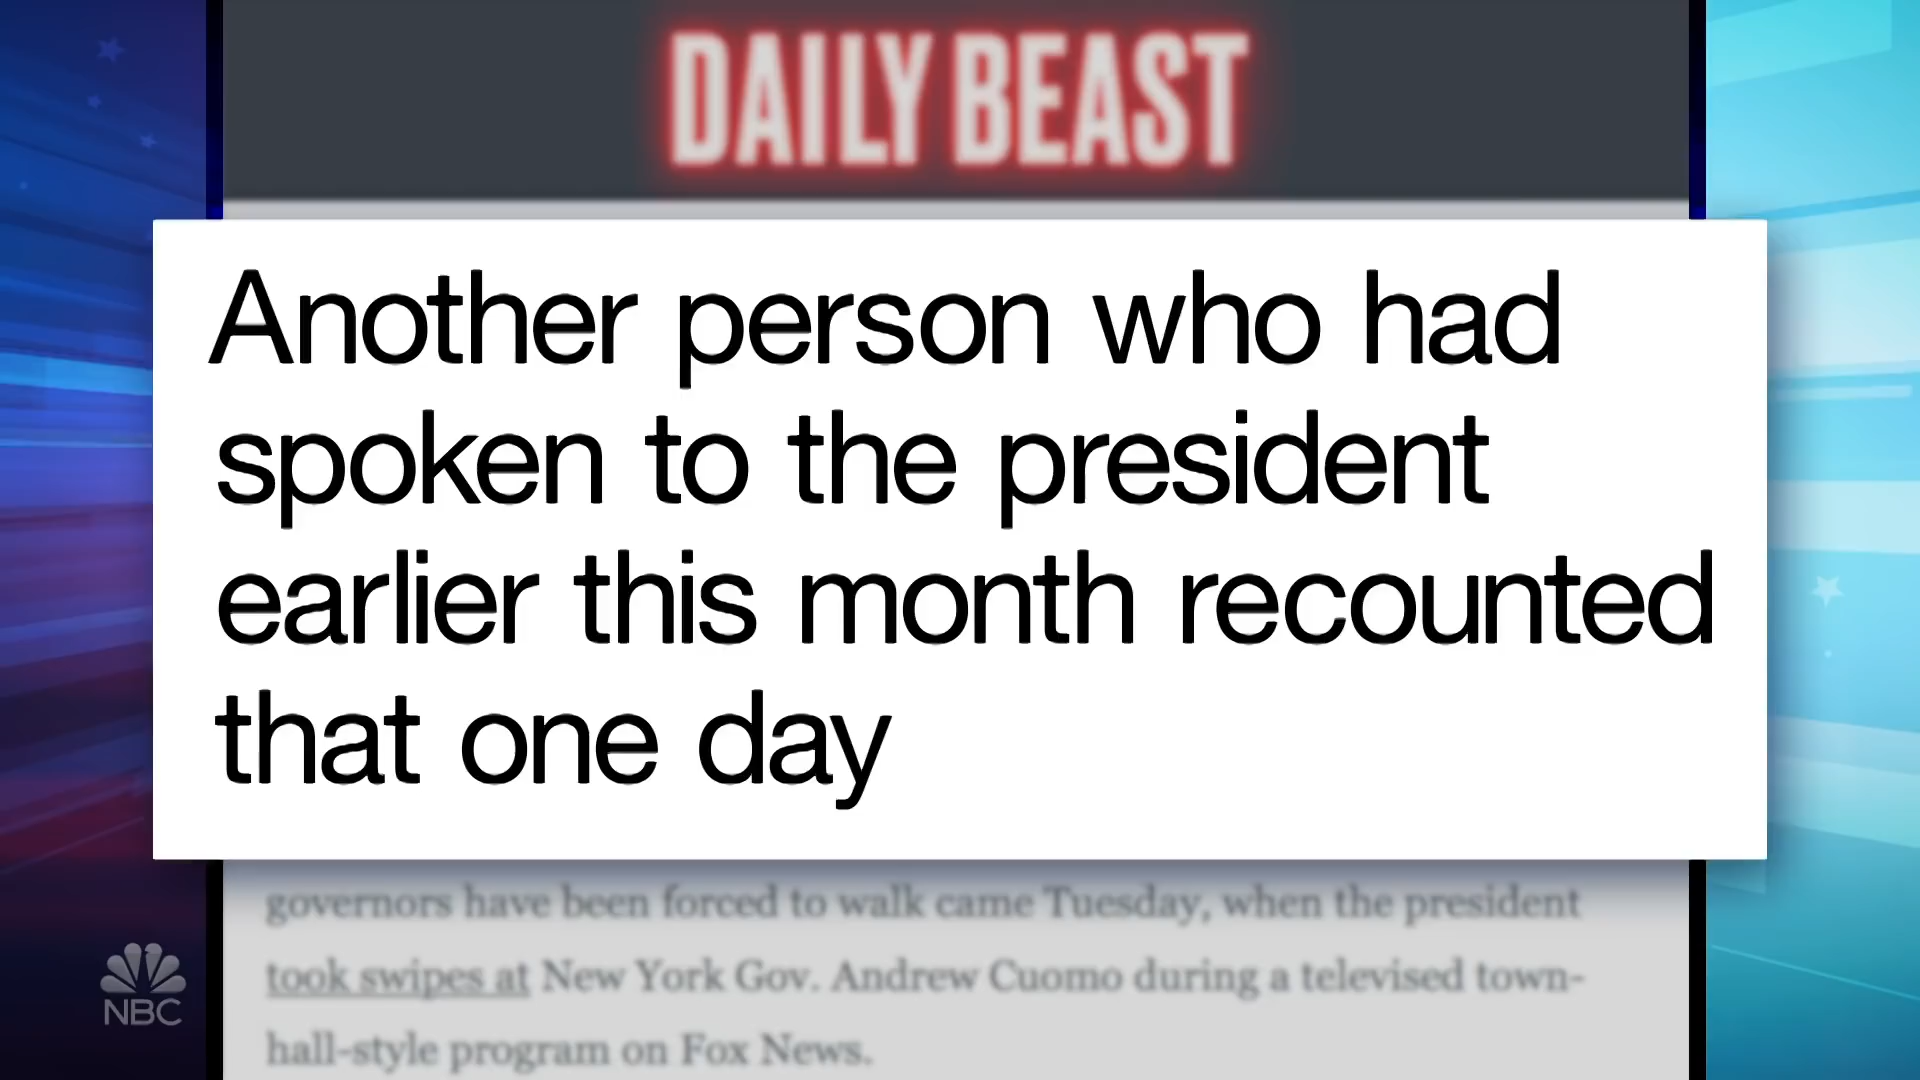 DAILY BEAST
Another person who had
spoken to the president
earlier this month recounted
that one day
governors have been forced to walk came Tuesday, when the president
took swipes at New York Gov. Andrew Cuomo during a televised town-
hall-style program on Fox News.
NBC